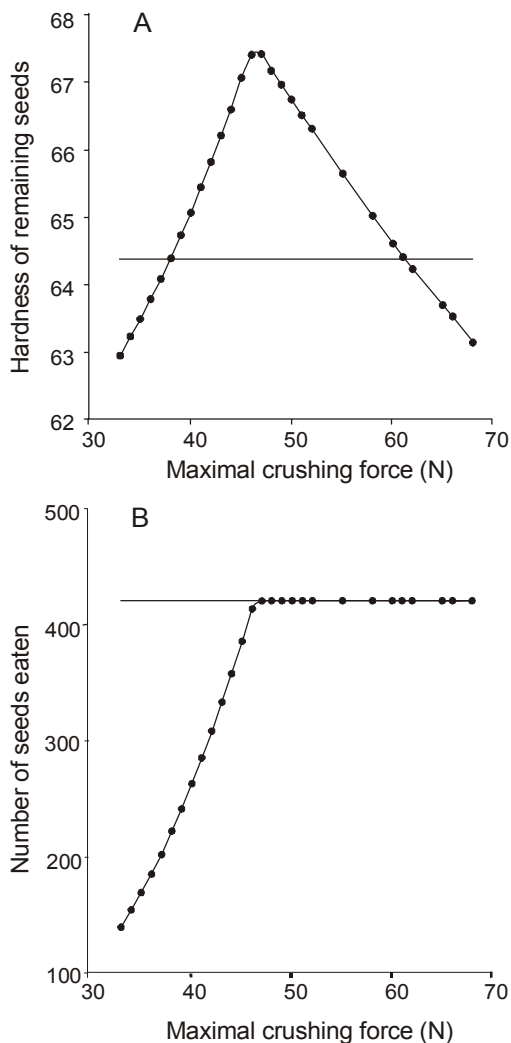 A
68
67
66
65
64
63
62
Hardness of remaining seeds
30 40 50 60 70
Maximal crushing force (N)
B
500
400
300
200
100
Number of seeds eaten
30 40 50 60 70
Maximal crushing force (N)